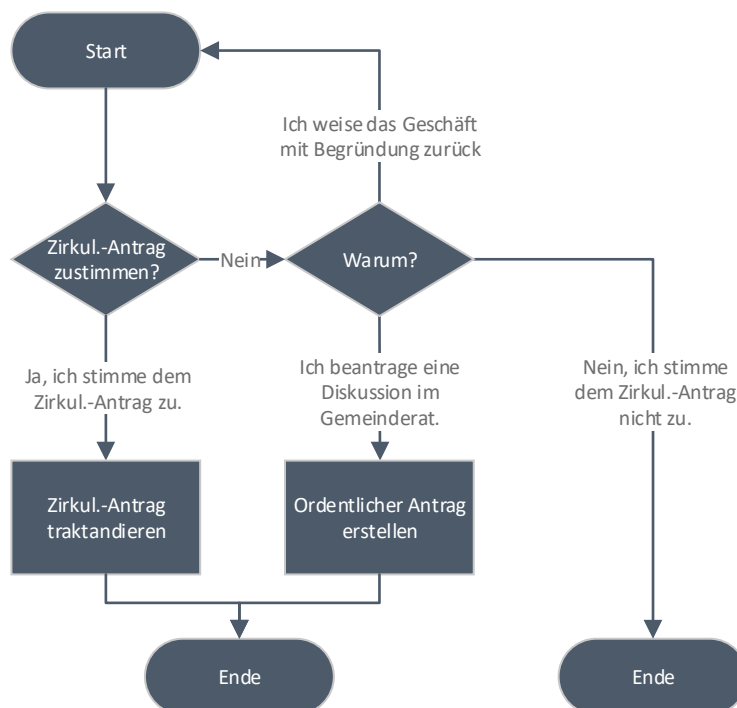 Start
Ich weise das Geschäft
mit Begründung zurück
Zirkul.-Antrag
zustimmen?
Nein
Warum?
Ja, ich stimme dem
Zirkul.-Antrag zu.
Ich beantrage eine
Diskussion im
Gemeinderat.
Nein, ich stimme
dem Zirkul.-Antrag
nicht zu.
Zirkul.-Antrag
traktandieren
Ordentlicher Antrag
erstellen
Ende
Ende